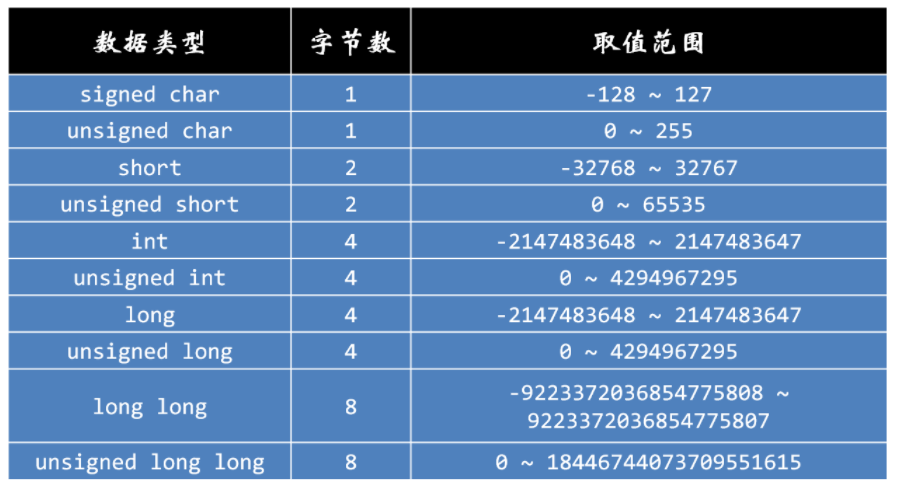 数据类型 字节数 取值范围
signed char 1 -128 ~ 127
unsigned char 1 0 ~ 255
short 2 -32768 ~ 32767
unsigned short 2 0 ~ 65535
int 4 -2147483648 ~ 2147483647
unsigned int 4 0 ~ 4294967295
long 4 -2147483648 ~ 2147483647
unsigned long 4 0 ~ 4294967295
long long 8 -9223372036854775808 ~
9223372036854775807
unsigned long long 8 0 ~ 18446744073709551615